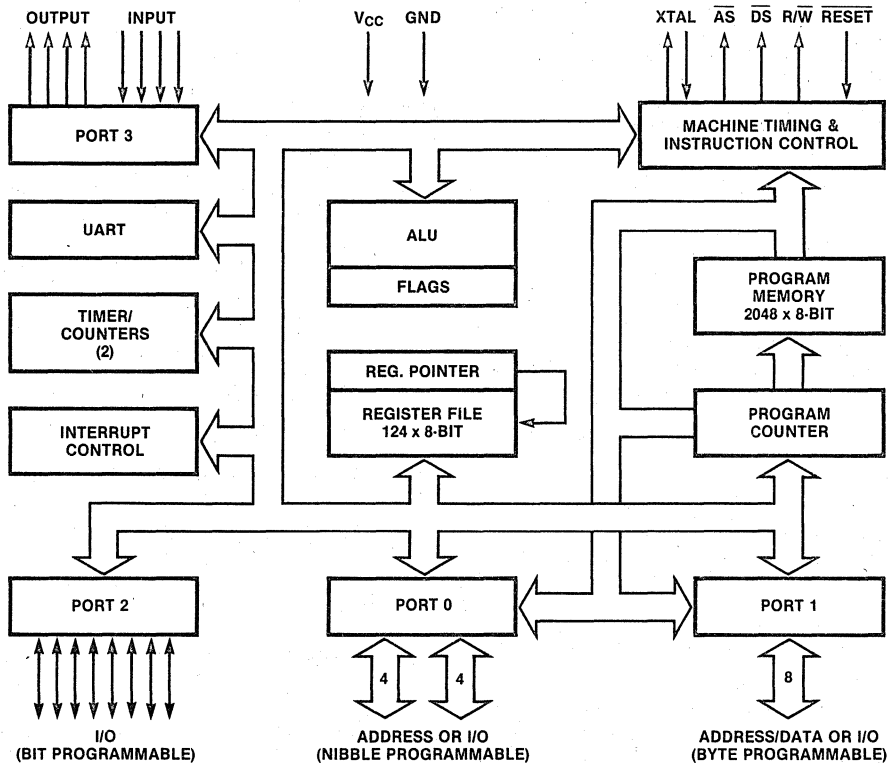 OUTPUT INPUT
VCC GND
XTAL AS DS R/W RESET
PORT 3
MACHINE TIMING &
INSTRUCTION CONTROL
UART
ALU
FLAGS
TIMER/
COUNTERS
(2)
PROGRAM
MEMORY
2048 x 8-BIT
REG. POINTER
REGISTER FILE
124 x 8-BIT
INTERRUPT
CONTROL
PROGRAM
COUNTER
PORT 2
PORT 0
PORT 1
4 4
8
I/O
(BIT PROGRAMMABLE)
ADDRESS OR I/O
(NIBBLE PROGRAMMABLE)
ADDRESS/DATA OR I/O
(BYTE PROGRAMMABLE)